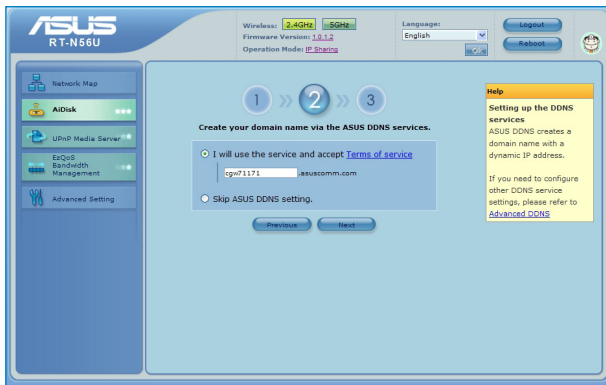 ASUS
RT-N56U
Wireless: 2.4GHz 5GHz
Firmware Version: 1.0.1.2
Operation Mode: IP Sharing
Language:
English
Logout
Reboot
Network Map
AiDisk
UPnP Media Server
EzQoS
Bandwidth
Management
Advanced Setting
1 » 2 » 3
Create your domain name via the ASUS DDNS services.
I will use the service and accept Terms of service
cgw71171 .asuscomm.com
Skip ASUS DDNS setting.
Previous Next
Help
Setting up the DDNS
services
ASUS DDNS creates a
domain name with a
dynamic IP address.
If you need to configure
other DDNS service
settings, please refer to
Advanced DDNS